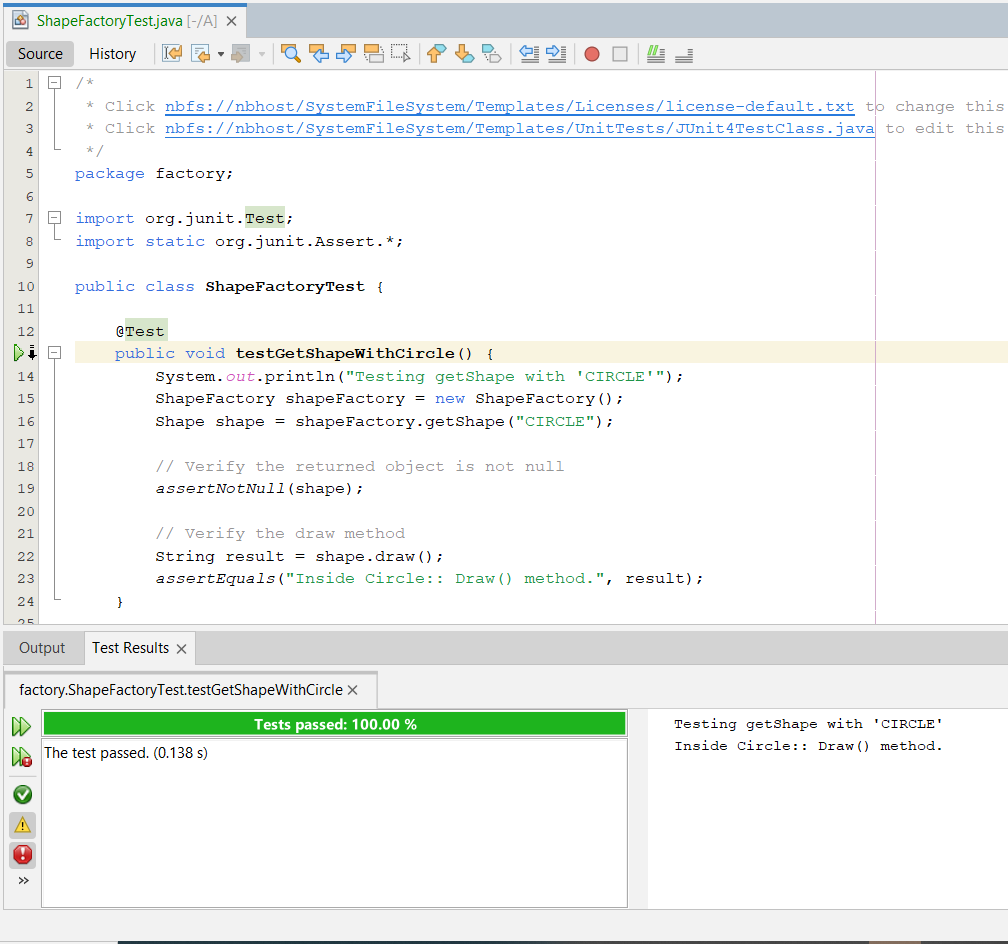 ShapeFactoryTest.java [-/A]
Source History
1 /*
2 * Click nbfs://nbhost/SystemFileSystem/Templates/Licenses/license-default.txt to change this
3 * Click nbfs://nbhost/SystemFileSystem/Templates/UnitTests/JUnit4TestClass.java to edit this
4 */
5 package factory;
6
7 import org.junit.Test;
8 import static org.junit.Assert.*;
9
10 public class ShapeFactoryTest {
11
12 @Test
public void testGetShapeWithCircle() {
14 System.out.println("Testing getShape with 'CIRCLE'");
15 ShapeFactory shapeFactory = new ShapeFactory();
16 Shape shape = shapeFactory.getShape("CIRCLE");
17
18 // Verify the returned object is not null
19 assertNotNull(shape);
20
21 // Verify the draw method
22 String result = shape.draw();
23 assertEquals("Inside Circle:: Draw() method.", result);
24 }
25
Output Test Results
factory.ShapeFactoryTest.testGetShapeWithCircle
Tests passed: 100.00 %
The test passed. (0.138 s)
Testing getShape with 'CIRCLE'
Inside Circle:: Draw() method.